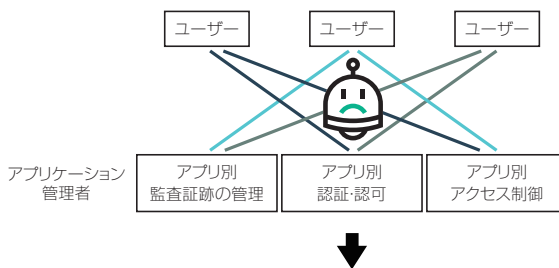 ユーザー
ユーザー
ユーザー
アプリケーション
管理者
アプリ別
監査証跡の管理
アプリ別
認証・認可
アプリ別
アクセス制御